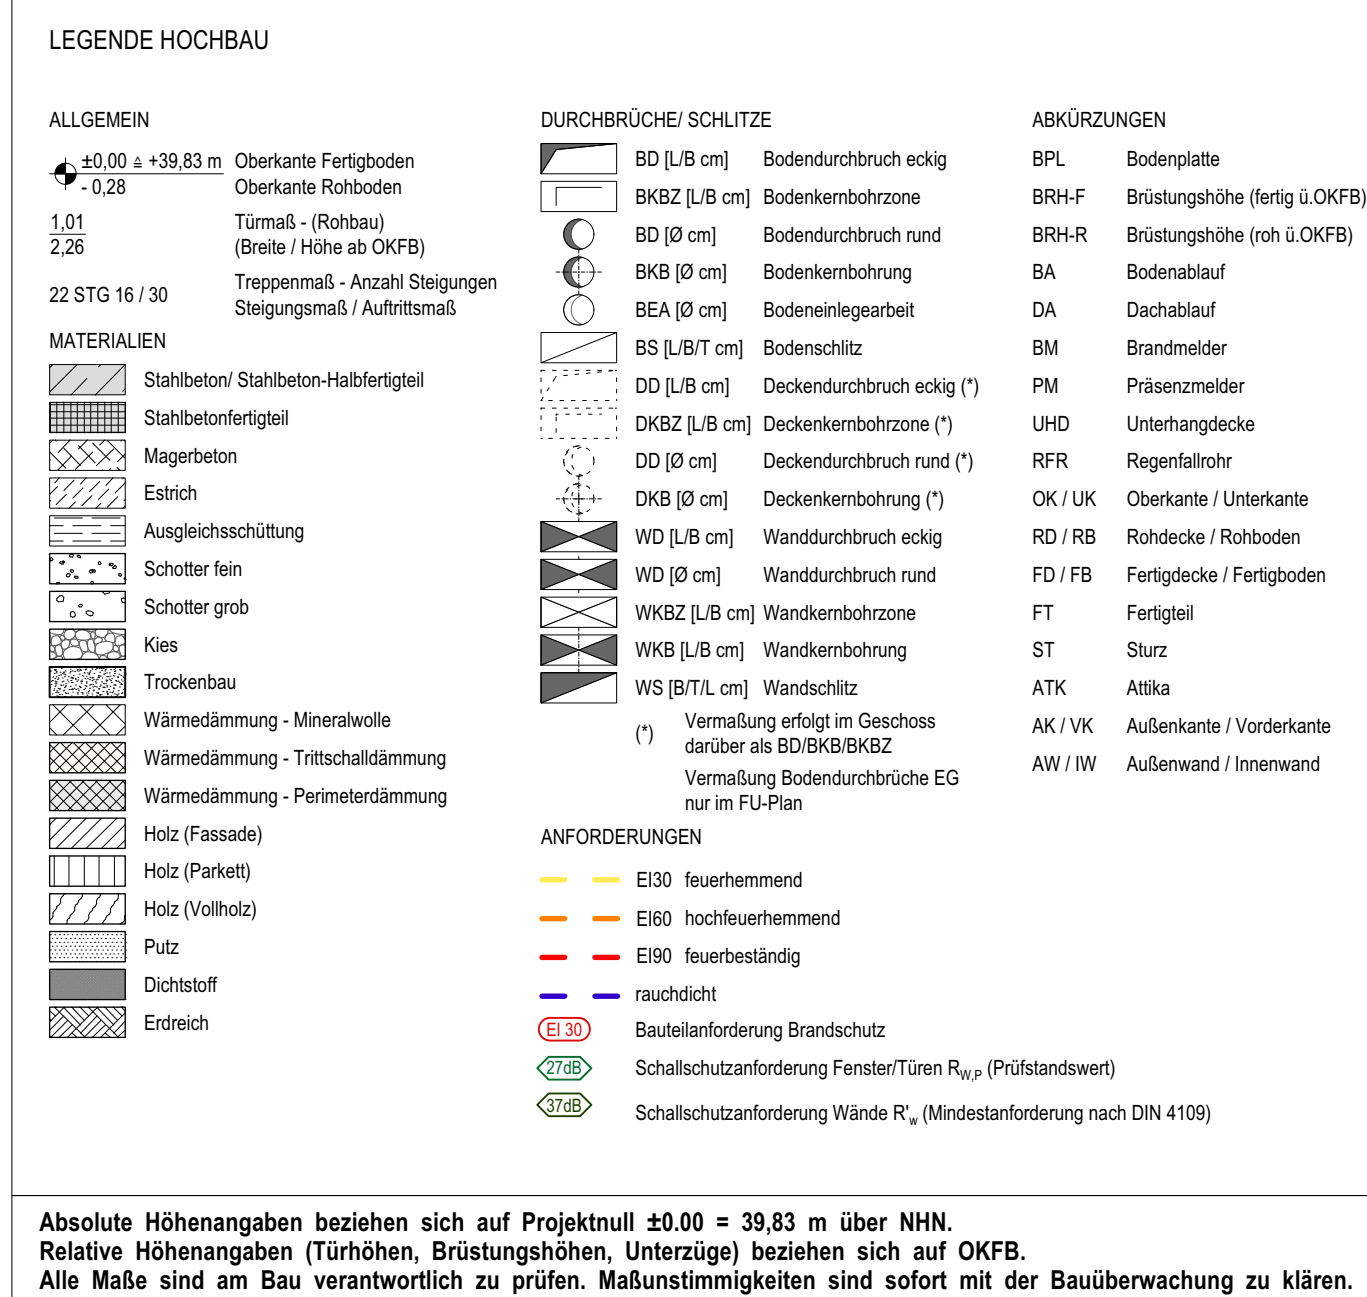 LEGENDE HOCHBAU
ALLGEMEIN
±0,00 ≙ +39,83 m Oberkante Fertigboden
- 0,28 Oberkante Rohboden
1,01 Türmaß - (Rohbau)
2,26 (Breite / Höhe ab OKFB)
22 STG 16 / 30 Treppenmaß - Anzahl Steigungen
Steigungsmaß / Auftrittsmaß
MATERIALIEN
Stahlbeton/ Stahlbeton-Halbfertigteil
Stahlbetonfertigteil
Magerbeton
Estrich
Ausgleichsschüttung
Schotter fein
Schotter grob
Kies
Trockenbau
Wärmedämmung - Mineralwolle
Wärmedämmung - Trittschalldämmung
Wärmedämmung - Perimeterdämmung
Holz (Fassade)
Holz (Parkett)
Holz (Vollholz)
Putz
Dichtstoff
Erdreich
DURCHBRÜCHE/ SCHLITZE
BD [L/B cm] Bodendurchbruch eckig
BKBZ [L/B cm] Bodenkernbohrzone
BD [Ø cm] Bodendurchbruch rund
BKB [Ø cm] Bodenkernbohrung
BEA [Ø cm] Bodeneinlegearbeit
BS [L/B/T cm] Bodenschlitz
DD [L/B cm] Deckendurchbruch eckig (*)
DKBZ [L/B cm] Deckenkernbohrzone (*)
DD [Ø cm] Deckendurchbruch rund (*)
DKB [Ø cm] Deckenkernbohrung (*)
WD [L/B cm] Wanddurchbruch eckig
WD [Ø cm] Wanddurchbruch rund
WKBZ [L/B cm] Wandkernbohrzone
WKB [L/B cm] Wandkernbohrung
WS [B/T/L cm] Wandschlitz
(*) Vermaßung erfolgt im Geschoss
darüber als BD/BKB/BKBZ
Vermaßung Bodendurchbrüche EG
nur im FU-Plan
ANFORDERUNGEN
EI30 feuerhemmend
EI60 hochfeuerhemmend
EI90 feuerbeständig
rauchdicht
EI 30 Bauteilanforderung Brandschutz
27dB Schallschutzanforderung Fenster/Türen RW,P (Prüfstandswert)
37dB Schallschutzanforderung Wände R'w (Mindestanforderung nach DIN 4109)
ABKÜRZUNGEN
BPL Bodenplatte
BRH-F Brüstungshöhe (fertig ü.OKFB)
BRH-R Brüstungshöhe (roh ü.OKFB)
BA Bodenablauf
DA Dachablauf
BM Brandmelder
PM Präsenzmelder
UHD Unterhangdecke
RFR Regenfallrohr
OK / UK Oberkante / Unterkante
RD / RB Rohdecke / Rohboden
FD / FB Fertigdecke / Fertigboden
FT Fertigteil
ST Sturz
ATK Attika
AK / VK Außenkante / Vorderkante
AW / IW Außenwand / Innenwand
Absolute Höhenangaben beziehen sich auf Projektnull ±0.00 = 39,83 m über NHN.
Relative Höhenangaben (Türhöhen, Brüstungshöhen, Unterzüge) beziehen sich auf OKFB.
Alle Maße sind am Bau verantwortlich zu prüfen. Maßunstimmigkeiten sind sofort mit der Bauüberwachung zu klären.